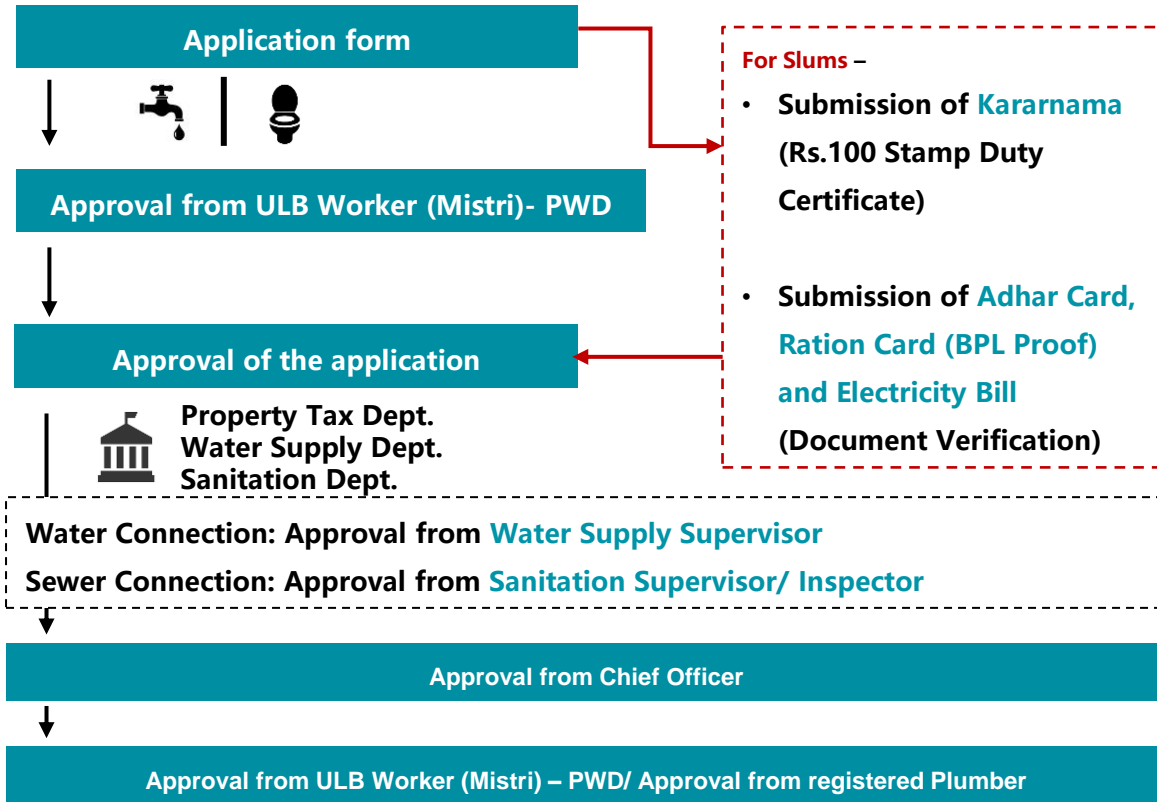 Application form
Approval from ULB Worker (Mistri)- PWD
Approval of the application
Property Tax Dept.
Water Supply Dept.
Sanitation Dept.
For Slums –
• Submission of Kararnama
(Rs.100 Stamp Duty
Certificate)
• Submission of Adhar Card,
Ration Card (BPL Proof)
and Electricity Bill
(Document Verification)
Water Connection: Approval from Water Supply Supervisor
Sewer Connection: Approval from Sanitation Supervisor/ Inspector
Approval from Chief Officer
Approval from ULB Worker (Mistri) – PWD/ Approval from registered Plumber